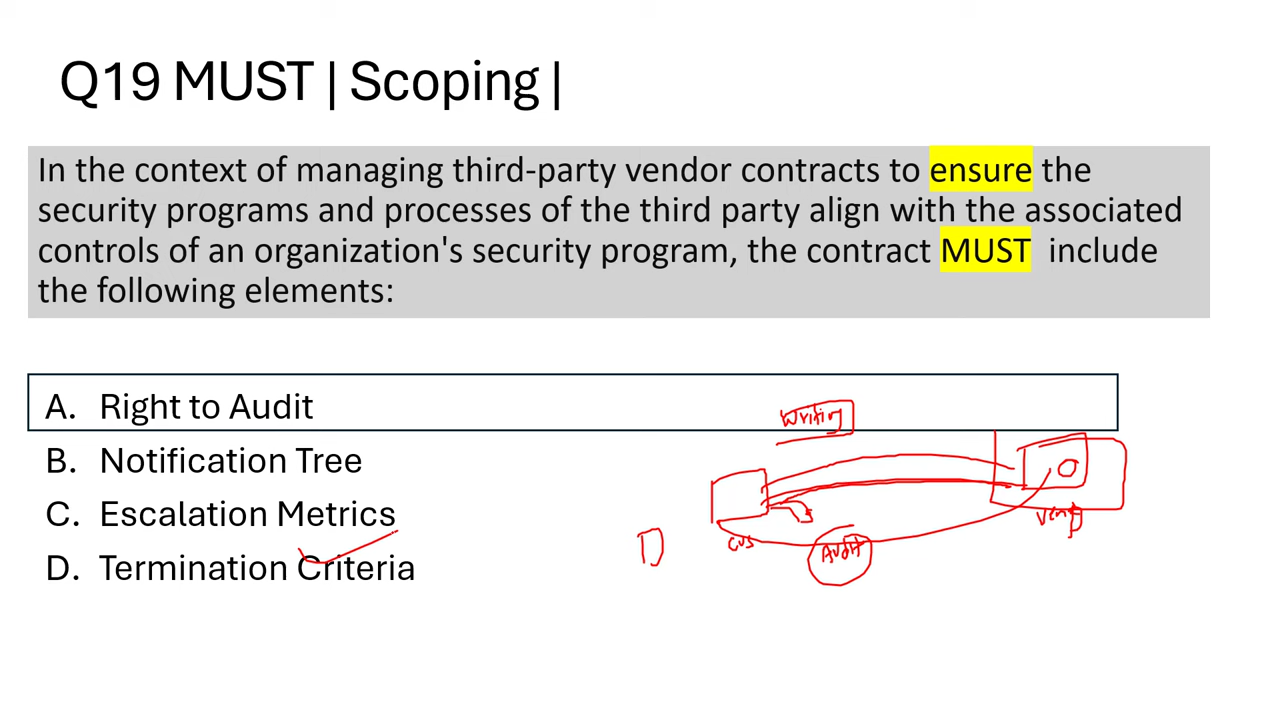 Q19 MUST | Scoping |
In the context of managing third-party vendor contracts to ensure the
security programs and processes of the third party align with the associated
controls of an organization's security program, the contract MUST include
the following elements:
A. Right to Audit
B. Notification Tree
C. Escalation Metrics
D. Termination Criteria
Writing
cus
Audit